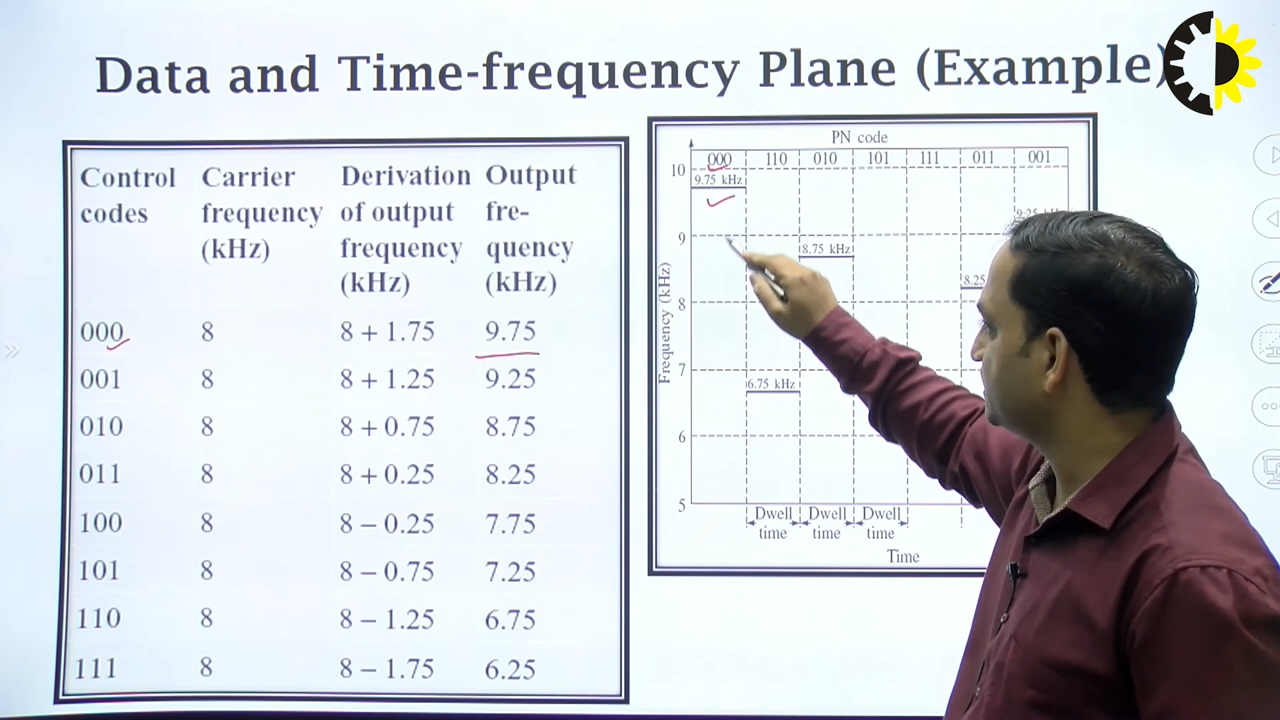 Data and Time-frequency Plane (Example)
Control codes
Carrier frequency (kHz)
Derivation of output frequency (kHz)
Output fre- quency (kHz)
000 8 8 + 1.75 9.75
001 8 8 + 1.25 9.25
010 8 8 + 0.75 8.75
011 8 8 + 0.25 8.25
100 8 8 – 0.25 7.75
101 8 8 – 0.75 7.25
110 8 8 – 1.25 6.75
111 8 8 – 1.75 6.25
PN code
000 110 010 101 111 011 001
10
9.75 kHz
9
8.75 kHz
8.25
8
7
6.75 kHz
6
5
Frequency (kHz)
Dwell time
Dwell time
Dwell time
Time